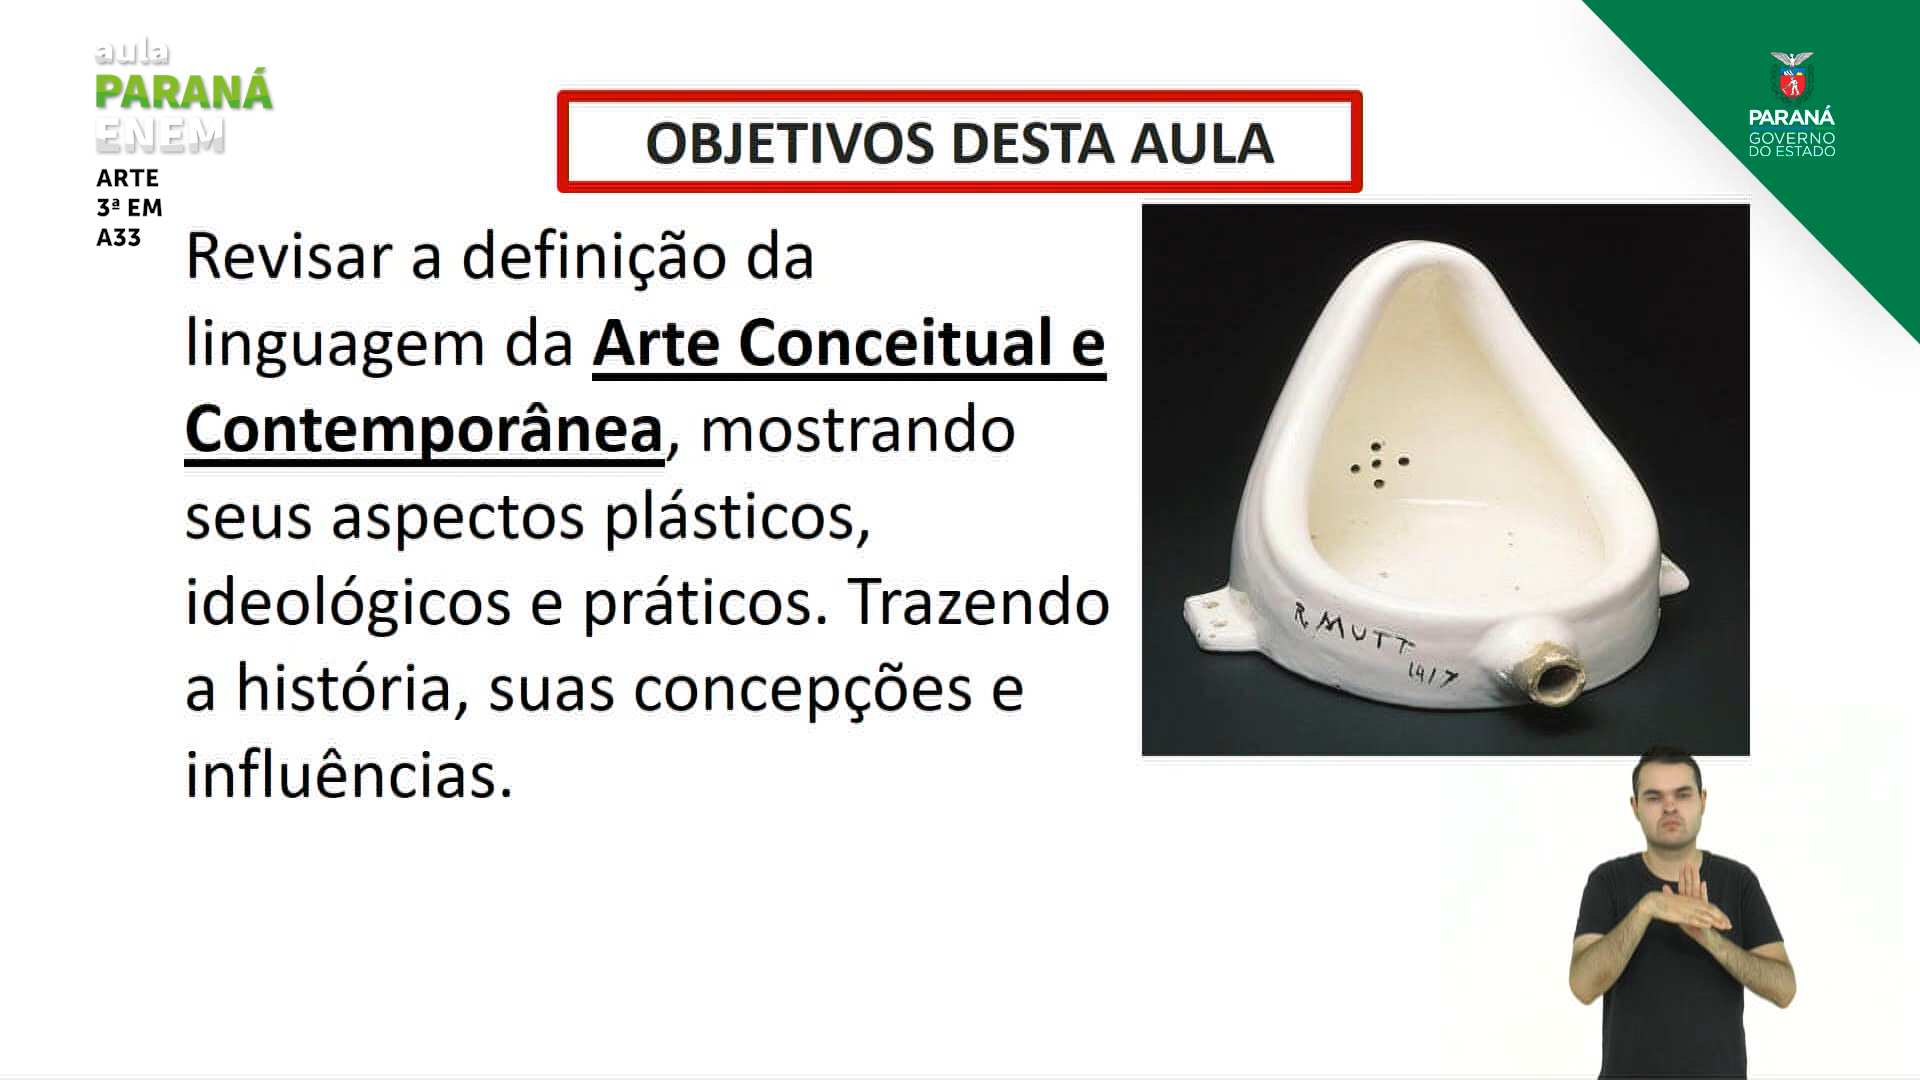 aula
PARANÁ
ENEM
ARTE
3ª EM
A33
OBJETIVOS DESTA AULA
PARANÁ
GOVERNO
DO ESTADO
Revisar a definição da
linguagem da Arte Conceitual e
Contemporânea, mostrando
seus aspectos plásticos,
ideológicos e práticos. Trazendo
a história, suas concepções e
influências.
R. MUTT
1917